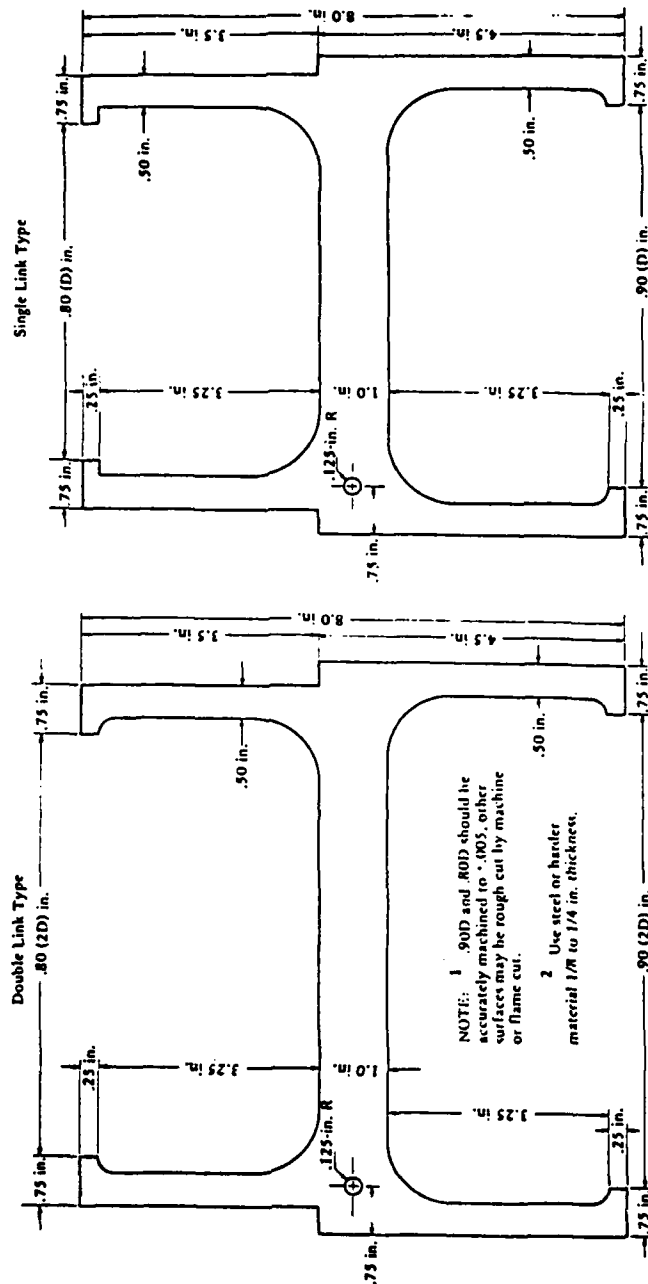 Single Link Type
.75 in.
.80 (D) in.
.75 in.
.25 in.
3.25 in.
.50 in.
3.5 in.
8.0 in.
4.5 in.
1.0 in.
.125-in. R
.75 in.
3.25 in.
.50 in.
.25 in.
.75 in.
.90 (D) in.
.75 in.
Double Link Type
.75 in.
.80 (2D) in.
.75 in.
.25 in.
3.25 in.
.50 in.
3.5 in.
8.0 in.
4.5 in.
1.0 in.
.125-in. R
.75 in.
3.25 in.
.50 in.
.25 in.
.75 in.
.90 (2D) in.
.75 in.
NOTE: 1 .90D and .80D should be
accurately machined to ±.005, other
surfaces may be rough cut by machine
or flame cut.
2 Use steel or harder
material 1/8 to 1/4 in. thickness.